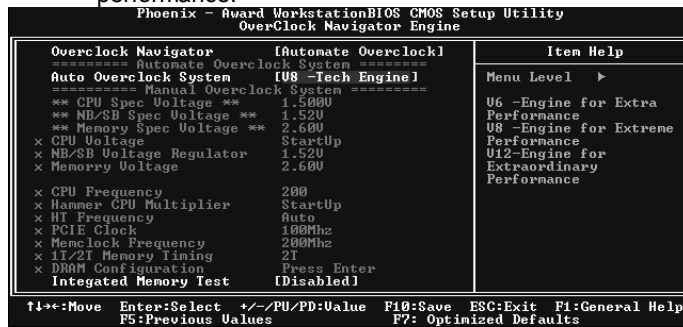 performance.
Phoenix – Award WorkstationBIOS CMOS Setup Utility
OverClock Navigator Engine
Overclock Navigator [Automate Overclock] Item Help
========= Automate Overclock System ========
Auto Overclock System [V8 -Tech Engine] Menu Level ►
========== Manual Overclock System =========
** CPU Spec Voltage ** 1.500V V6 -Engine for Extra
** NB/SB Spec Voltage ** 1.52V Performance
** Memory Spec Voltage ** 2.60V V8 -Engine for Extreme
x CPU Voltage StartUp Performance
x NB/SB Voltage Regulator 1.52V V12-Engine for
x Memorry Voltage 2.60V Extraordinary
Performance
x CPU Frequency 200
x Hammer CPU Multiplier StartUp
x HT Frequency Auto
x PCIE Clock 100Mhz
x Memclock Frequency 200Mhz
x 1T/2T Memory Timing 2T
x DRAM Configuration Press Enter
Integated Memory Test [Disabled]
↑↓→←:Move Enter:Select +/-/PU/PD:Value F10:Save ESC:Exit F1:General Help
F5:Previous Values F7: Optimized Defaults